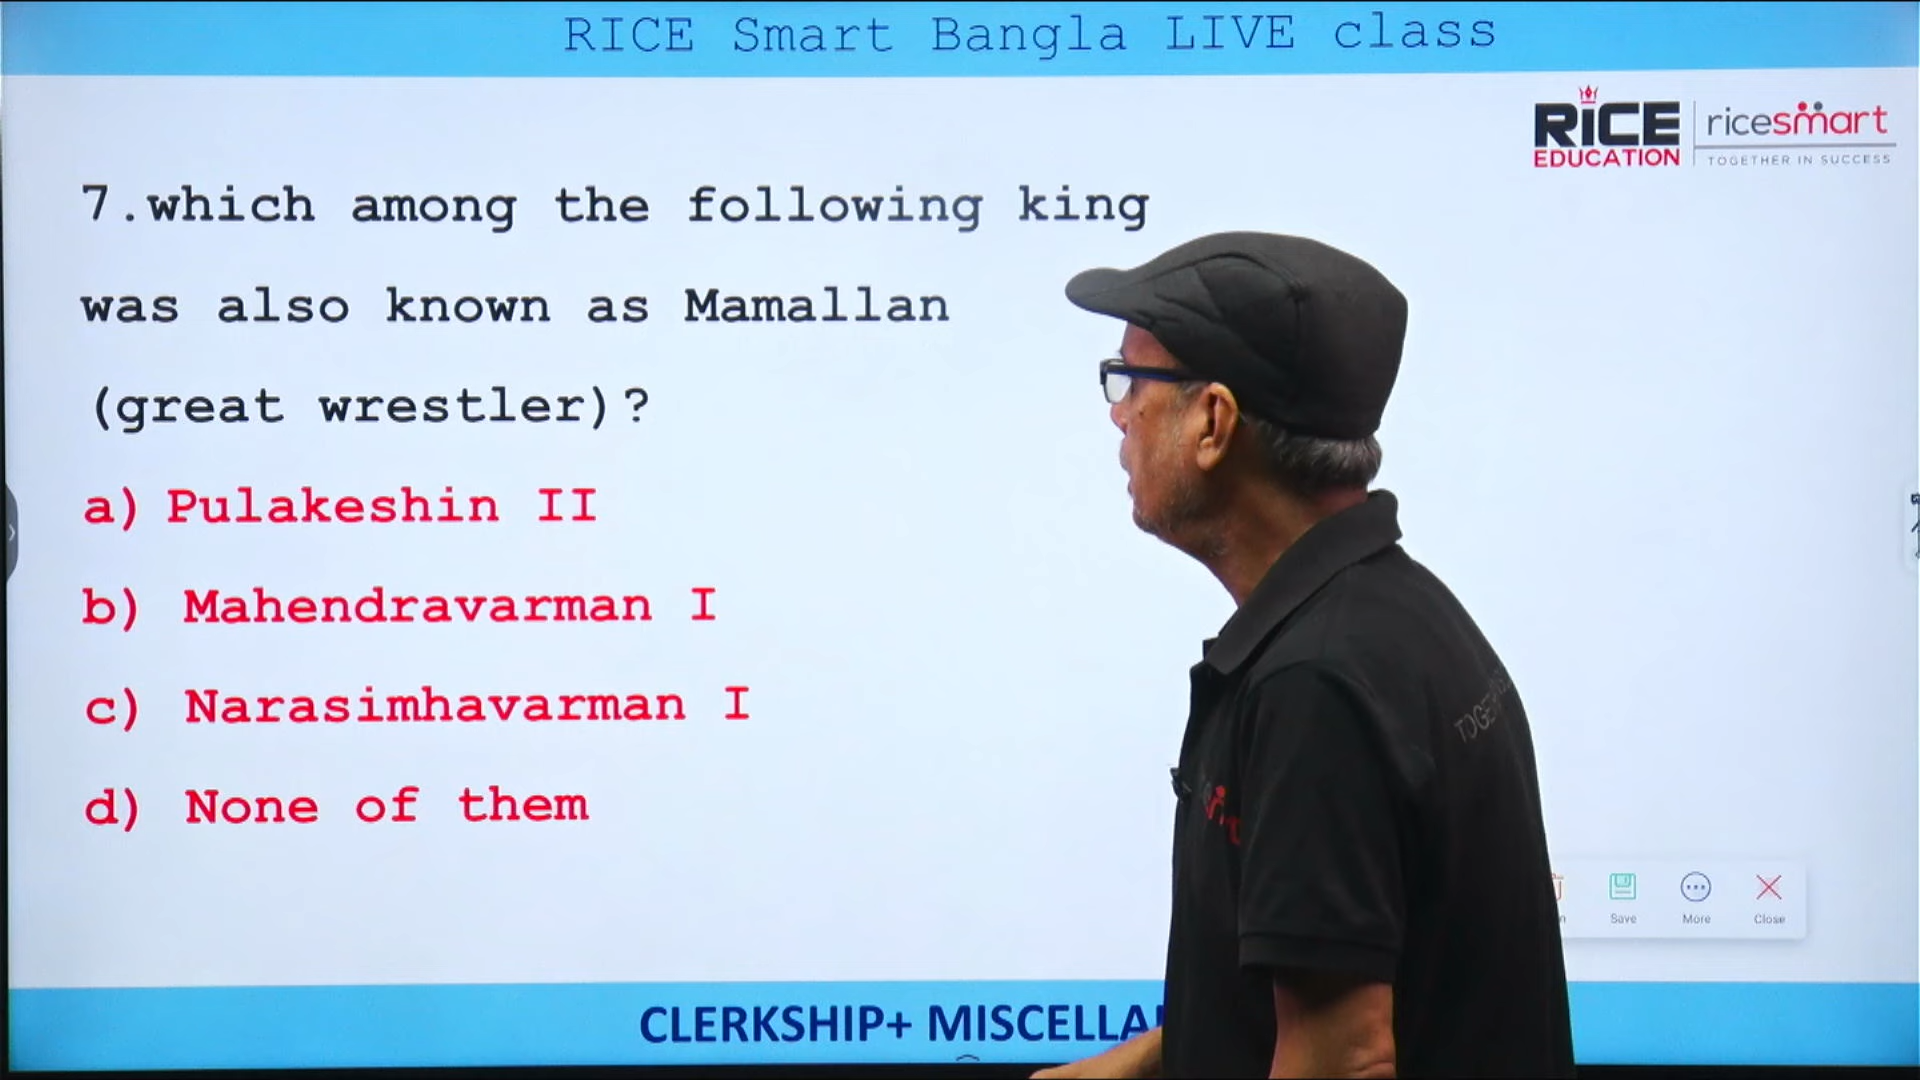 RICE Smart Bangla LIVE class
RICE
EDUCATION
ricesmart
TOGETHER IN SUCCESS
7.which among the following king
was also known as Mamallan
(great wrestler)?
a) Pulakeshin II
b) Mahendravarman I
c) Narasimhavarman I
d) None of them
Save
More
Close
CLERKSHIP+